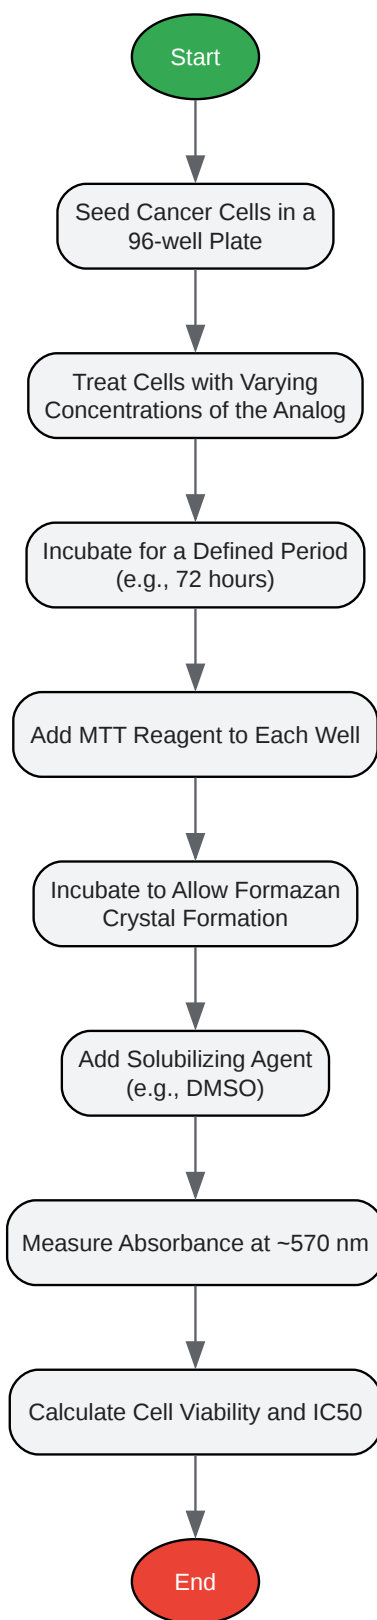 Start
Seed Cancer Cells in a
96-well Plate
Treat Cells with Varying
Concentrations of the Analog
Incubate for a Defined Period
(e.g., 72 hours)
Add MTT Reagent to Each Well
Incubate to Allow Formazan
Crystal Formation
Add Solubilizing Agent
(e.g., DMSO)
Measure Absorbance at ~570 nm
Calculate Cell Viability and IC50
End